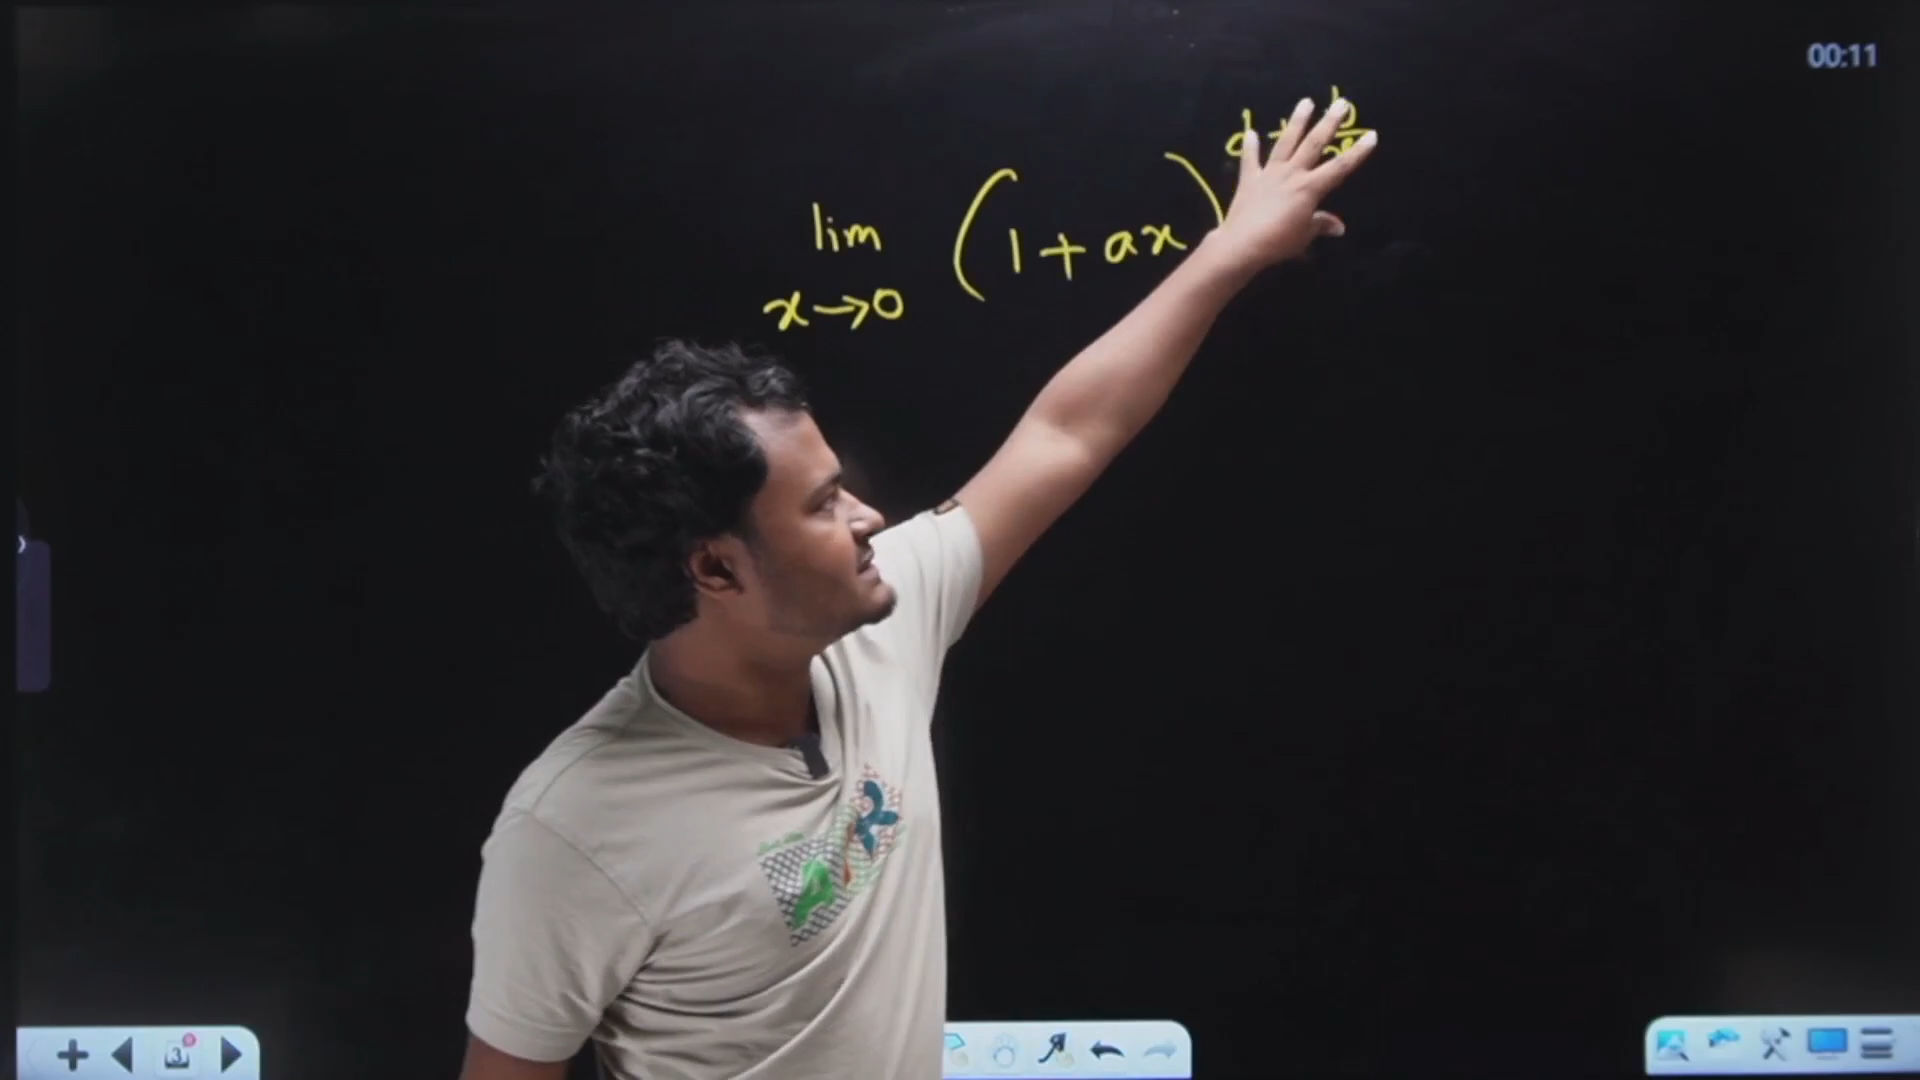 00:11
d + b/x
lim (1 + ax)
x→0
3